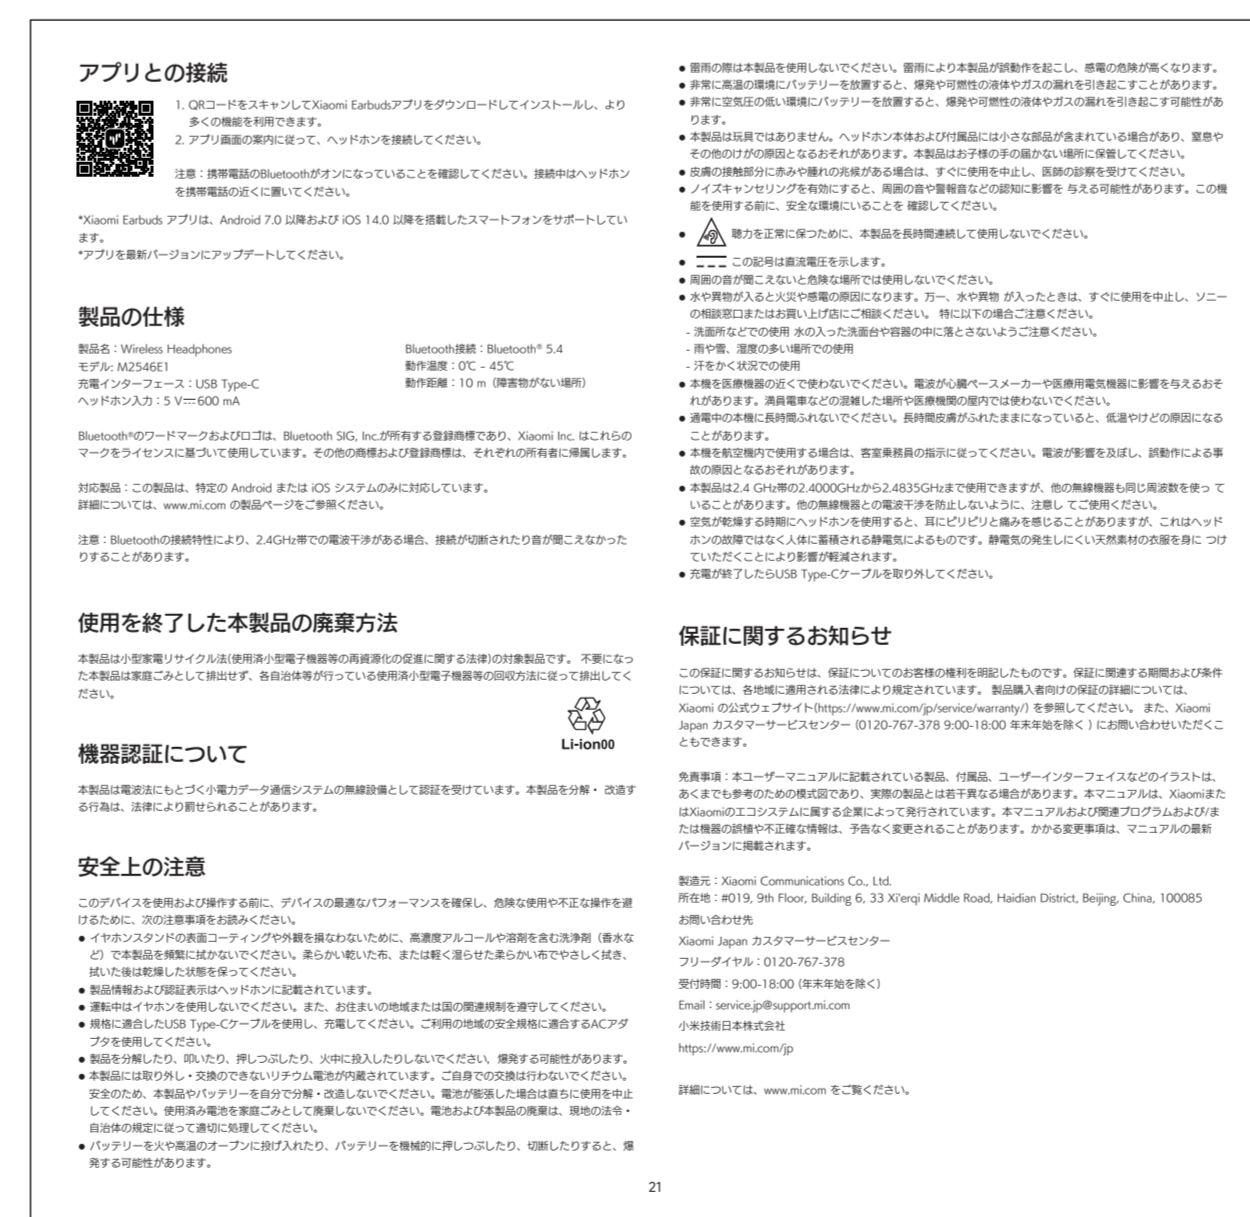 アプリとの接続
1. QRコードをスキャンしてXiaomi Earbudsアプリをダウンロードしてインストールし、より
多くの機能を利用できます。
2. アプリ画面の案内に従って、ヘッドホンを接続してください。
注意：携帯電話のBluetoothがオンになっていることを確認してください。接続中はヘッドホン
を携帯電話の近くに置いてください。
*Xiaomi Earbuds アプリは、Android 7.0 以降および iOS 14.0 以降を搭載したスマートフォンをサポートしてい
ます。
*アプリを最新バージョンにアップデートしてください。
製品の仕様
製品名：Wireless Headphones
モデル: M2546E1
充電インターフェース：USB Type-C
ヘッドホン入力：5 V⎓600 mA
Bluetooth接続：Bluetooth® 5.4
動作温度：0℃ - 45℃
動作距離：10 m（障害物がない場所）
Bluetooth®のワードマークおよびロゴは、Bluetooth SIG, Inc.が所有する登録商標であり、Xiaomi Inc. はこれらの
マークをライセンスに基づいて使用しています。その他の商標および登録商標は、それぞれの所有者に帰属します。
対応製品：この製品は、特定の Android または iOS システムのみに対応しています。
詳細については、www.mi.com の製品ページをご参照ください。
注意：Bluetoothの接続特性により、2.4GHz帯での電波干渉がある場合、接続が切断されたり音が聞こえなかった
りすることがあります。
使用を終了した本製品の廃棄方法
本製品は小型家電リサイクル法(使用済小型電子機器等の再資源化の促進に関する法律)の対象製品です。 不要になっ
た本製品は家庭ごみとして排出せず、各自治体等が行っている使用済小型電子機器等の回収方法に従って排出してく
ださい。
Li-ion00
機器認証について
本製品は電波法にもとづく小電力データ通信システムの無線設備として認証を受けています。本製品を分解・ 改造す
る行為は、法律により罰せられることがあります。
安全上の注意
このデバイスを使用および操作する前に、デバイスの最適なパフォーマンスを確保し、危険な使用や不正な操作を避
けるために、次の注意事項をお読みください。
● イヤホンスタンドの表面コーティングや外観を損なわないために、高濃度アルコールや溶剤を含む洗浄剤（香水な
ど）で本製品を頻繁に拭かないでください。柔らかい乾いた布、または軽く湿らせた柔らかい布でやさしく拭き、
拭いた後は乾燥した状態を保ってください。
● 製品情報および認証表示はヘッドホンに記載されています。
● 運転中はイヤホンを使用しないでください。また、お住まいの地域または国の関連規制を遵守してください。
● 規格に適合したUSB Type-Cケーブルを使用し、充電してください。ご利用の地域の安全規格に適合するACアダ
プタを使用してください。
● 製品を分解したり、叩いたり、押しつぶしたり、火中に投入したりしないでください。爆発する可能性があります。
● 本製品には取り外し・交換のできないリチウム電池が内蔵されています。ご自身での交換は行わないでください。
安全のため、本製品やバッテリーを自分で分解・改造しないでください。電池が膨張した場合は直ちに使用を中止
してください。使用済み電池を家庭ごみとして廃棄しないでください。電池および本製品の廃棄は、現地の法令・
自治体の規定に従って適切に処理してください。
● バッテリーを火や高温のオーブンに投げ入れたり、バッテリーを機械的に押しつぶしたり、切断したりすると、爆
発する可能性があります。
● 雷雨の際は本製品を使用しないでください。雷雨により本製品が誤動作を起こし、感電の危険が高くなります。
● 非常に高温の環境にバッテリーを放置すると、爆発や可燃性の液体やガスの漏れを引き起こすことがあります。
● 非常に空気圧の低い環境にバッテリーを放置すると、爆発や可燃性の液体やガスの漏れを引き起こす可能性があ
ります。
● 本製品は玩具ではありません。ヘッドホン本体および付属品には小さな部品が含まれている場合があり、窒息や
その他のけがの原因となるおそれがあります。本製品はお子様の手の届かない場所に保管してください。
● 皮膚の接触部分に赤みや腫れの兆候がある場合は、すぐに使用を中止し、医師の診察を受けてください。
● ノイズキャンセリングを有効にすると、周囲の音や警報音などの認知に影響を 与える可能性があります。この機
能を使用する前に、安全な環境にいることを 確認してください。
● 聴力を正常に保つために、本製品を長時間連続して使用しないでください。
● この記号は直流電圧を示します。
● 周囲の音が聞こえないと危険な場所では使用しないでください。
● 水や異物が入ると火災や感電の原因になります。万一、水や異物 が入ったときは、すぐに使用を中止し、ソニー
の相談窓口またはお買い上げ店にご相談ください。 特に以下の場合ご注意ください。
- 洗面所などでの使用 水の入った洗面台や容器の中に落とさないようご注意ください。
- 雨や雪、湿度の多い場所での使用
- 汗をかく状況での使用
● 本機を医療機器の近くで使わないでください。電波が心臓ペースメーカーや医療用電気機器に影響を与えるおそ
れがあります。満員電車などの混雑した場所や医療機関の屋内では使わないでください。
● 通電中の本機に長時間ふれないでください。長時間皮膚がふれたままになっていると、低温やけどの原因になる
ことがあります。
● 本機を航空機内で使用する場合は、客室乗務員の指示に従ってください。電波が影響を及ぼし、誤動作による事
故の原因となるおそれがあります。
● 本製品は2.4 GHz帯の2.4000GHzから2.4835GHzまで使用できますが、他の無線機器も同じ周波数を使っ て
いることがあります。他の無線機器との電波干渉を防止しないように、注意し てご使用ください。
● 空気が乾燥する時期にヘッドホンを使用すると、耳にピリピリと痛みを感じることがありますが、これはヘッド
ホンの故障ではなく人体に蓄積される静電気によるものです。静電気の発生しにくい天然素材の衣服を身に つけ
ていただくことにより影響が軽減されます。
● 充電が終了したらUSB Type-Cケーブルを取り外してください。
保証に関するお知らせ
この保証に関するお知らせは、保証についてのお客様の権利を明記したものです。保証に関連する期間および条件
については、各地域に適用される法律により規定されています。 製品購入者向けの保証の詳細については、
Xiaomi の公式ウェブサイト(https://www.mi.com/jp/service/warranty/) を参照してください。 また、Xiaomi
Japan カスタマーサービスセンター (0120-767-378 9:00-18:00 年末年始を除く ) にお問い合わせいただくこ
ともできます。
免責事項：本ユーザーマニュアルに記載されている製品、付属品、ユーザーインターフェイスなどのイラストは、
あくまでも参考のための模式図であり、実際の製品とは若干異なる場合があります。本マニュアルは、Xiaomiまた
はXiaomiのエコシステムに属する企業によって発行されています。本マニュアルおよび関連プログラムおよび/ま
たは機器の誤植や不正確な情報は、予告なく変更されることがあります。かかる変更事項は、マニュアルの最新
バージョンに掲載されます。
製造元：Xiaomi Communications Co., Ltd.
所在地：#019, 9th Floor, Building 6, 33 Xi'erqi Middle Road, Haidian District, Beijing, China, 100085
お問い合わせ先
Xiaomi Japan カスタマーサービスセンター
フリーダイヤル：0120-767-378
受付時間：9:00-18:00 (年末年始を除く)
Email：service.jp@support.mi.com
小米技術日本株式会社
https://www.mi.com/jp
詳細については、www.mi.com をご覧ください。
21